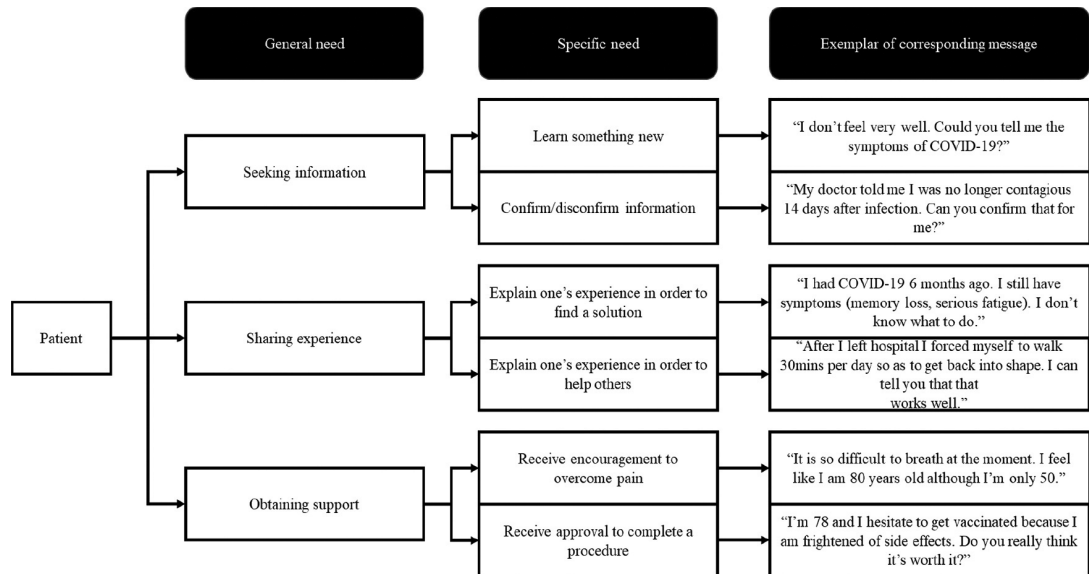 General need
Specific need
Exemplar of corresponding message
Learn something new
“I don’t feel very well. Could you tell me the
symptoms of COVID-19?”
Seeking information
Confirm/disconfirm information
“My doctor told me I was no longer contagious
14 days after infection. Can you confirm that for
me?”
Patient
Sharing experience
Explain one’s experience in order to
find a solution
“I had COVID-19 6 months ago. I still have
symptoms (memory loss, serious fatigue). I don’t
know what to do.”
Explain one’s experience in order to
help others
“After I left hospital I forced myself to walk
30mins per day so as to get back into shape. I can
tell you that that
works well.”
Obtaining support
Receive encouragement to
overcome pain
“It is so difficult to breath at the moment. I feel
like I am 80 years old although I’m only 50.”
Receive approval to complete a
procedure
“I’m 78 and I hesitate to get vaccinated because I
am frightened of side effects. Do you really think
it’s worth it?”